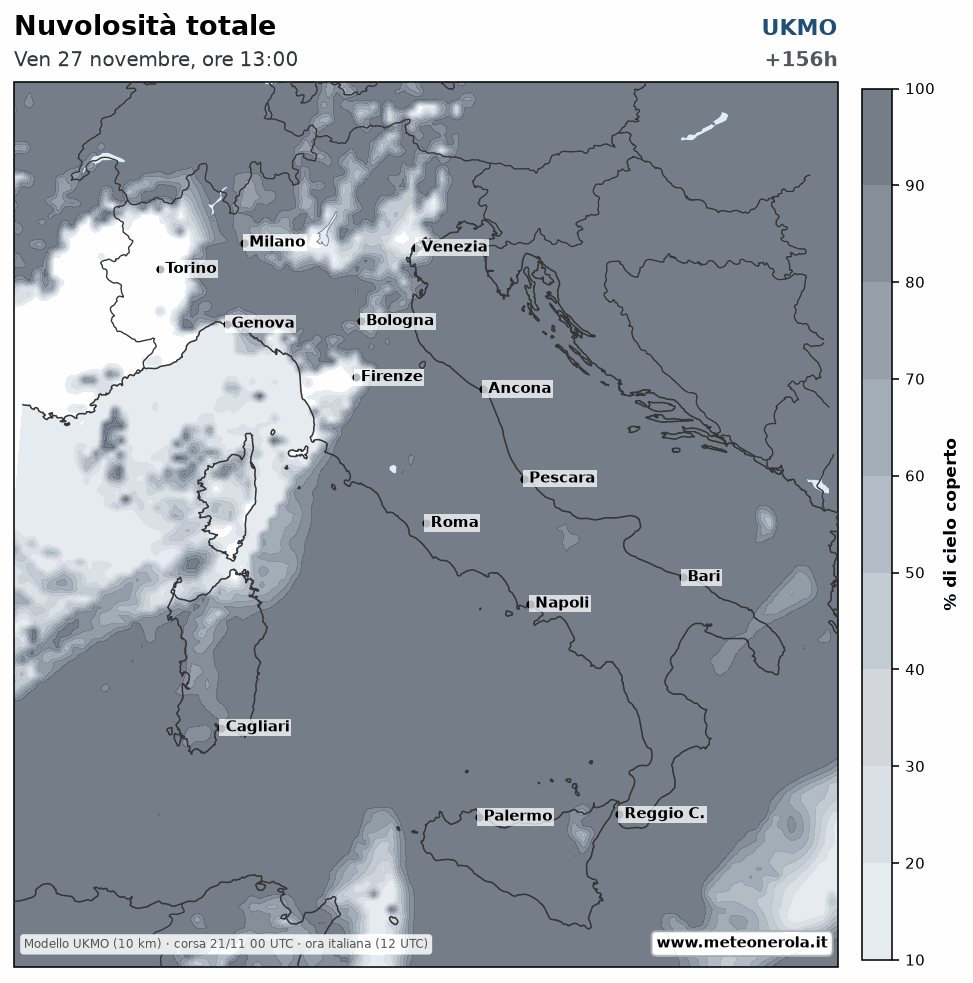 Nuvolosità totale
UKMO
Ven 27 novembre, ore 13:00
+156h
100
90
80
70
60
50
40
30
20
10
% di cielo coperto
Milano
Venezia
Torino
Genova
Bologna
Firenze
Ancona
Pescara
Roma
Bari
Napoli
Cagliari
Palermo
Reggio C.
Modello UKMO (10 km) · corsa 21/11 00 UTC · ora italiana (12 UTC)
www.meteonerola.it